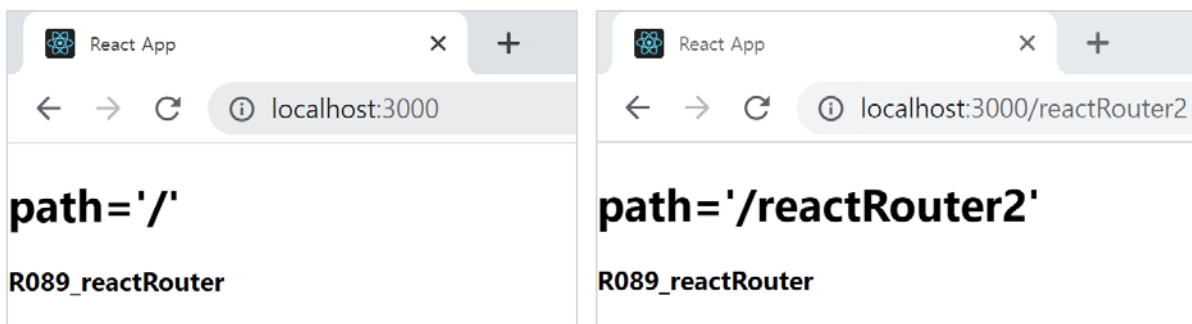 React App
localhost:3000
path='/'
R089_reactRouter
React App
localhost:3000/reactRouter2
path='/reactRouter2'
R089_reactRouter